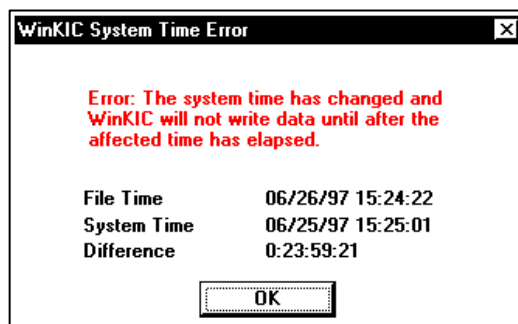 WinKIC System Time Error
Error: The system time has changed and
WinKIC will not write data until after the
affected time has elapsed.
File Time 06/26/97 15:24:22
System Time 06/25/97 15:25:01
Difference 0:23:59:21
OK